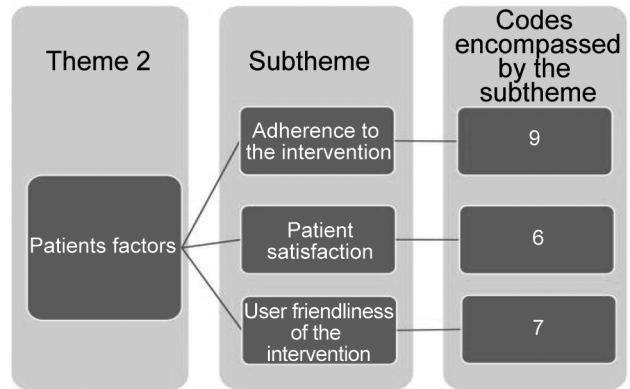 Theme 2
Subtheme
Codes
encompassed
by the
subtheme
Patients factors
Adherence to
the intervention
9
Patient
satisfaction
6
User friendliness
of the
intervention
7